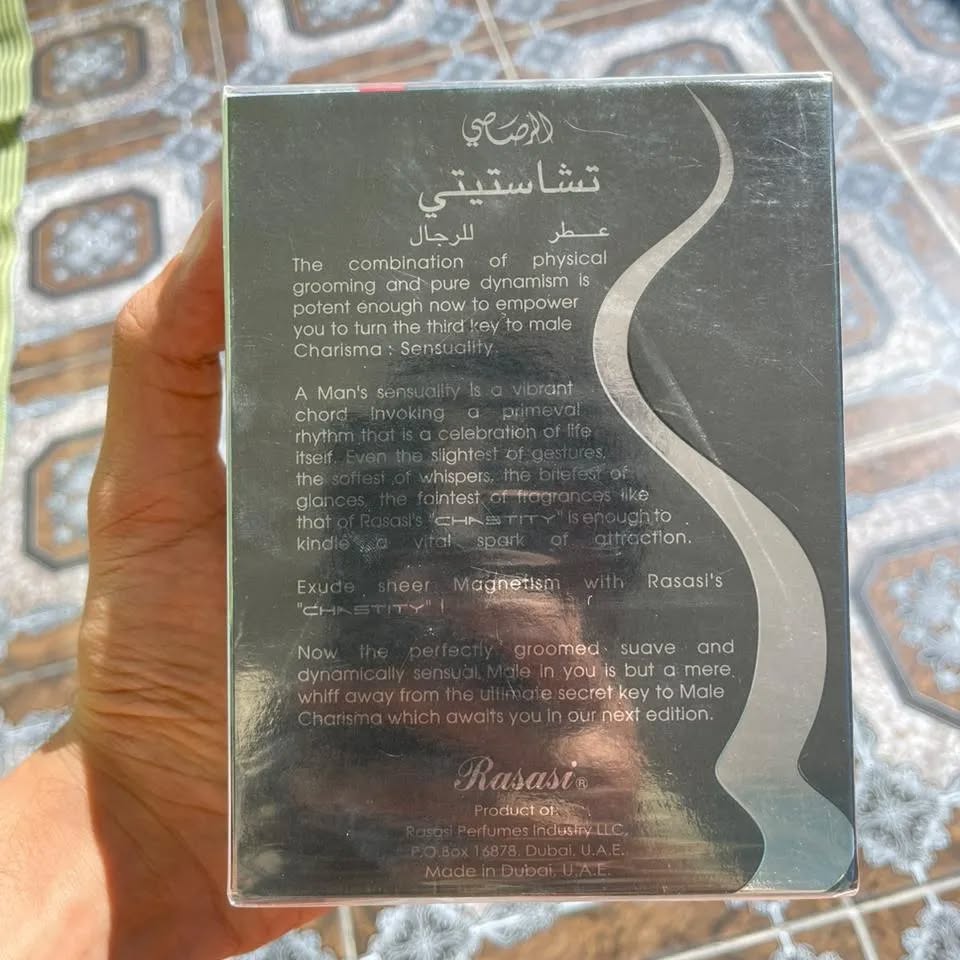 الرصاصي
تشاستيتي
عطر للرجال
The combination of physical
grooming and pure dynamism is
potent enough now to empower
you to turn the third key to male
Charisma : Sensuality.
A Man's sensuality is a vibrant
chord invoking a primeval
rhythm that is a celebration of life
itself. Even the slightest of gestures,
the softest of whispers, the briefest of
glances, the faintest of fragrances like
that of Rasasi's "CHASTITY" is enough to
kindle a vital spark of attraction.
Exude sheer Magnetism with Rasasi's
"CHASTITY" !
Now the perfectly groomed suave and
dynamically sensual Male in you is but a mere
whiff away from the ultimate secret key to Male
Charisma which awaits you in our next edition.
Rasasi®
Product of:
Rasasi Perfumes Industry LLC,
P.O.Box 16878, Dubai, U.A.E.
Made in Dubai, U.A.E.